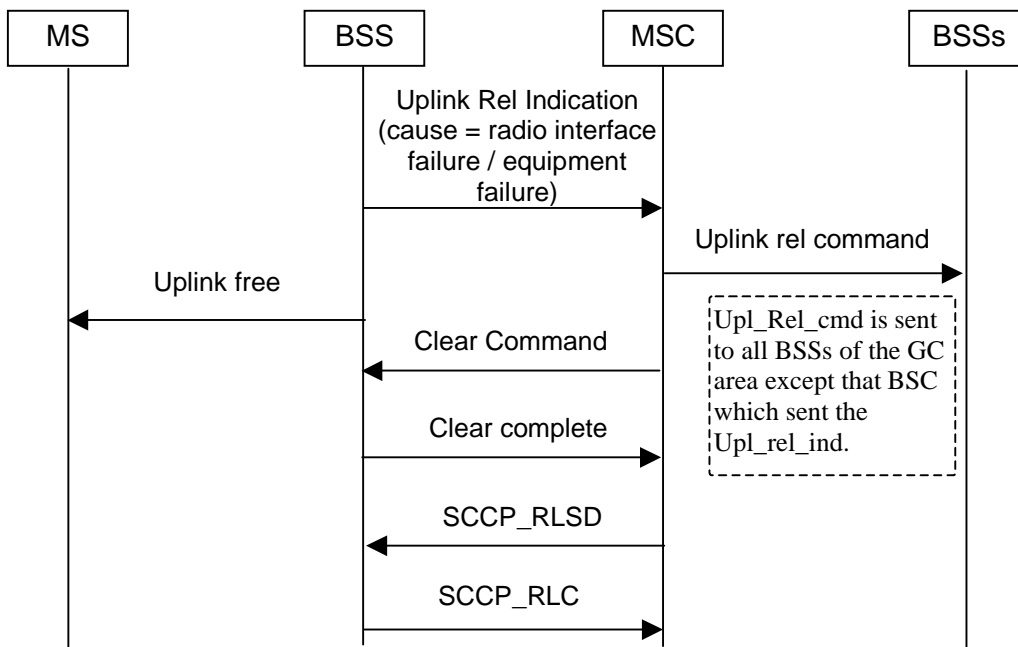 MS
BSS
MSC
BSSs
Uplink Rel Indication
(cause = radio interface
failure / equipment
failure)
Uplink rel command
Uplink free
Upl_Rel_cmd is sent
to all BSSs of the GC
area except that BSC
which sent the
Upl_rel_ind.
Clear Command
Clear complete
SCCP_RLSD
SCCP_RLC